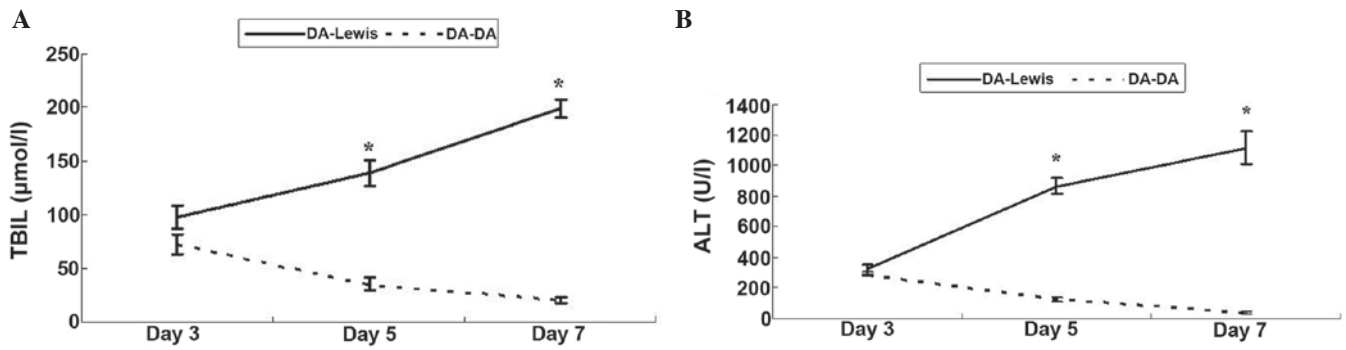 A
DA-Lewis DA-DA
TBIL (µmol/l)
250
200
150
100
50
0
*
*
Day 3 Day 5 Day 7
B
DA-Lewis DA-DA
ALT (U/l)
1400
1200
1000
800
600
400
200
0
*
*
Day 3 Day 5 Day 7